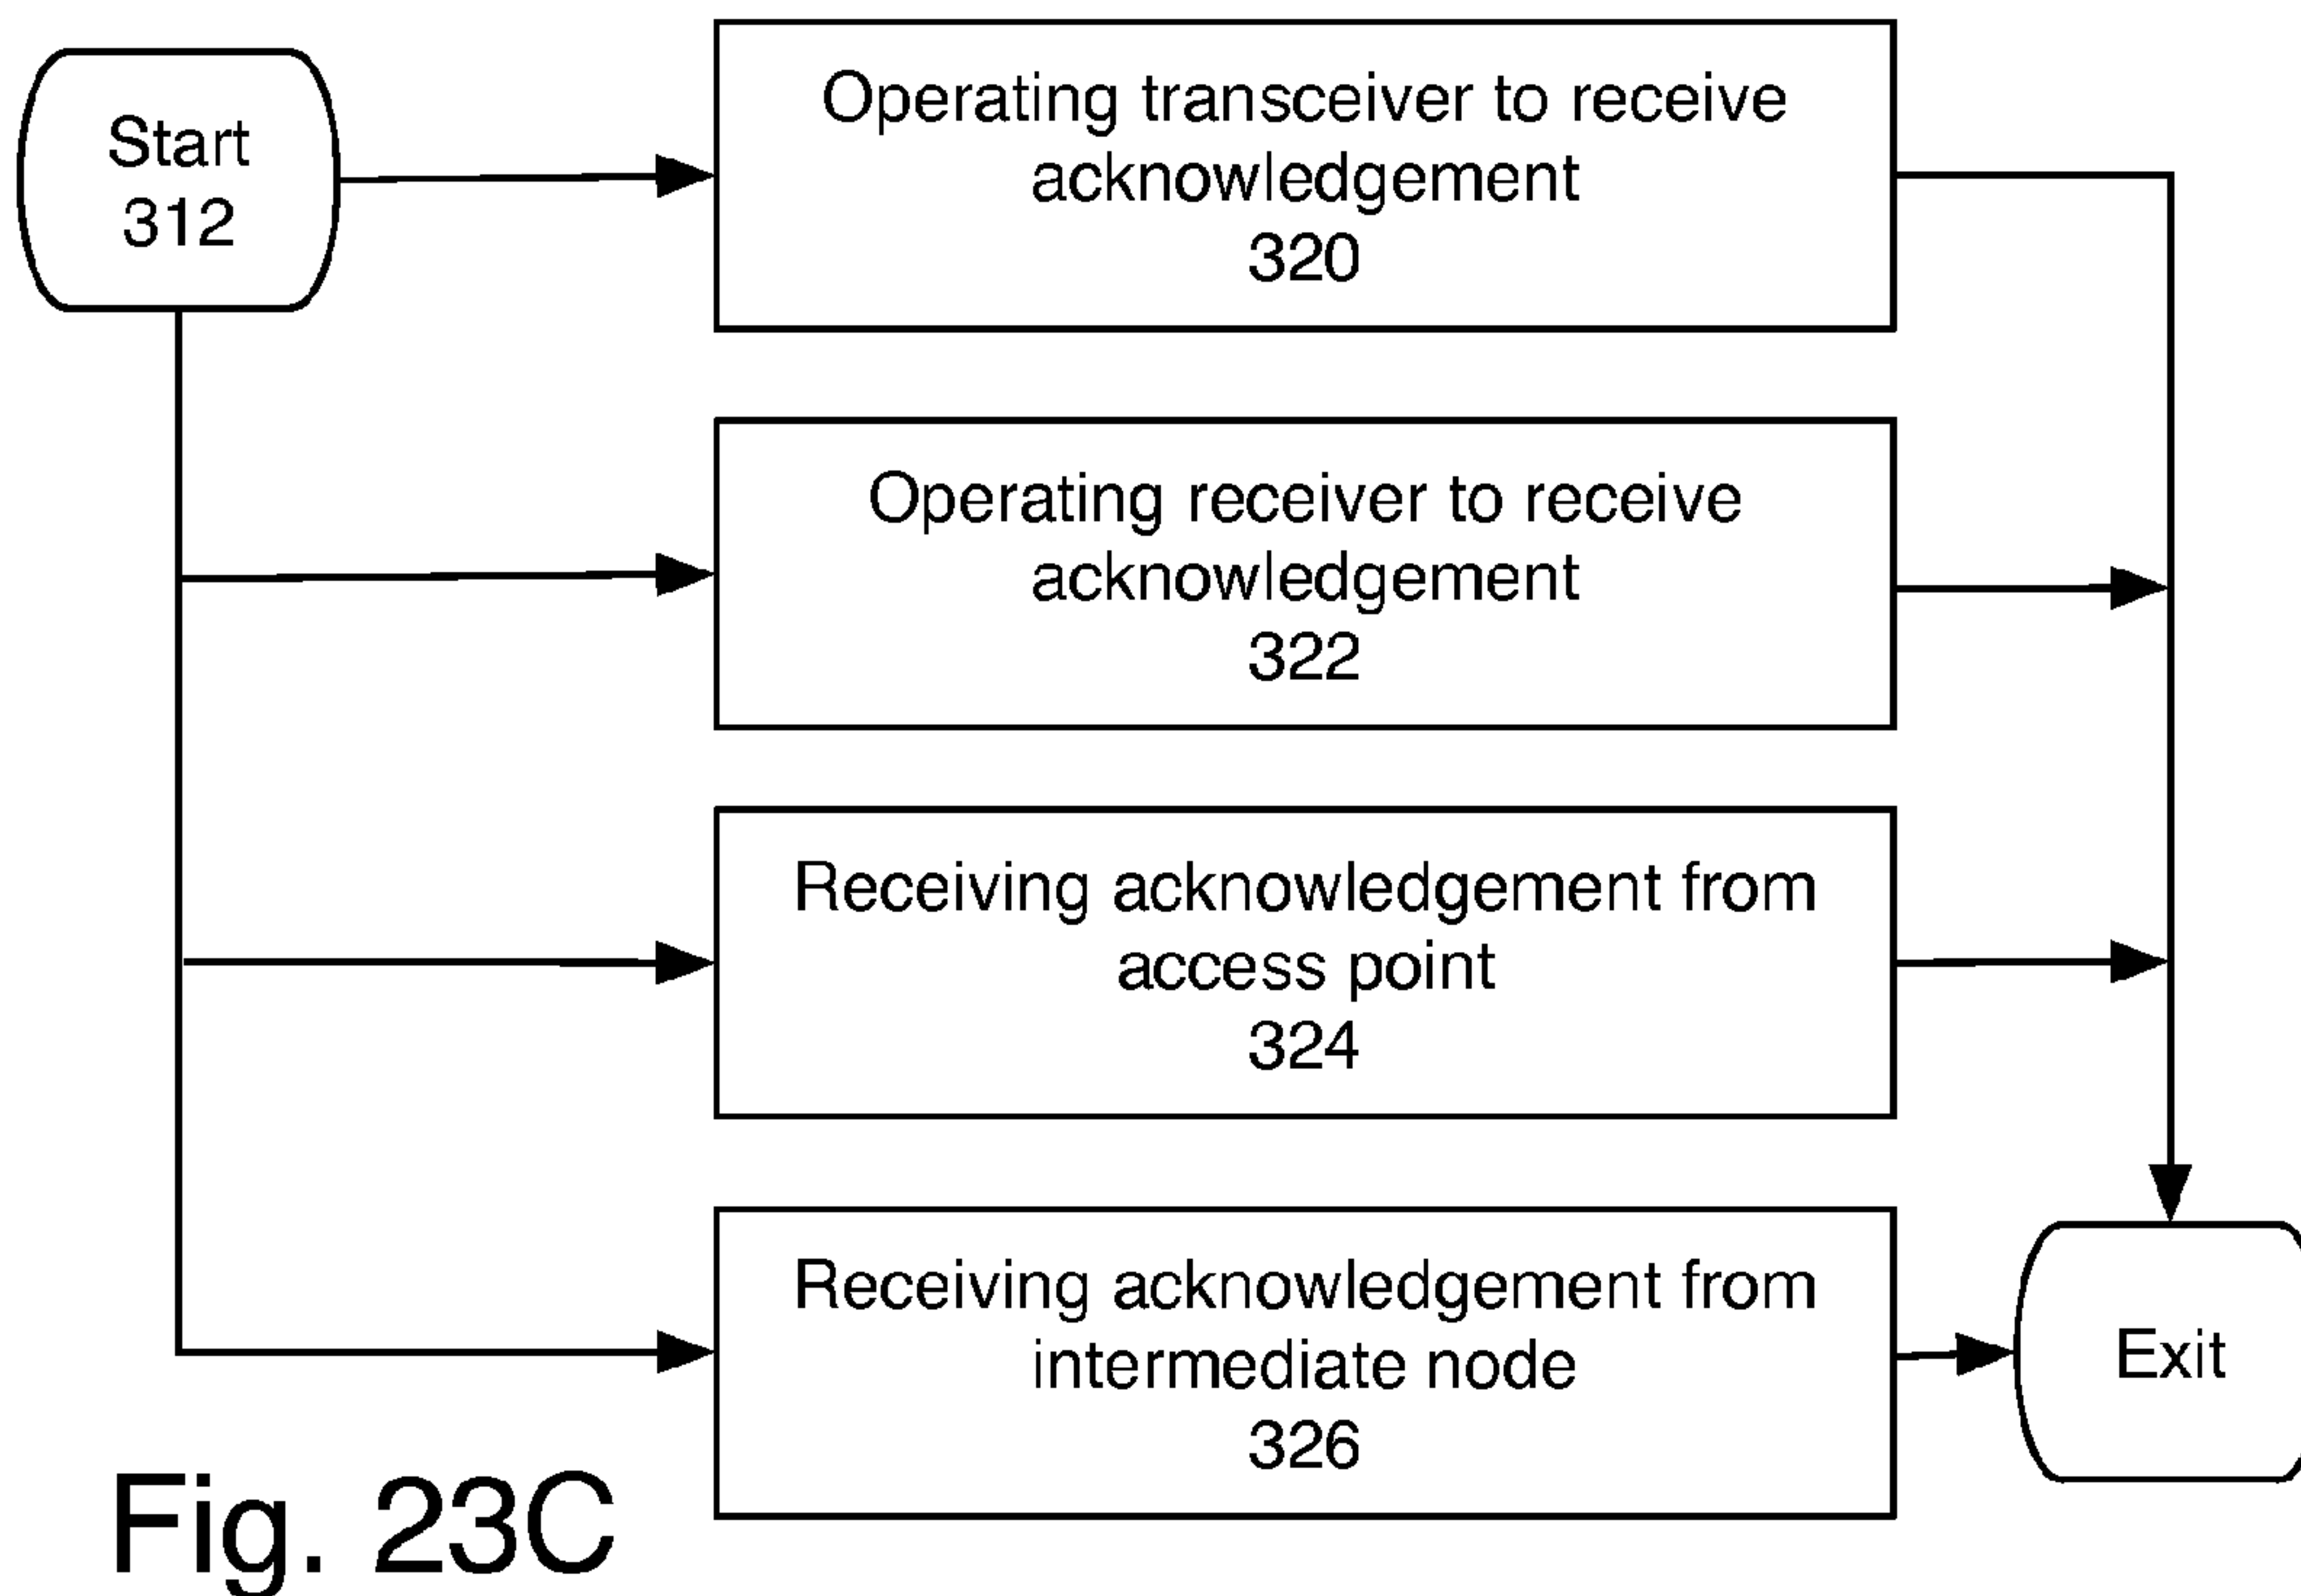 Start
312
Operating transceiver to receive
acknowledgement
320
Operating receiver to receive
acknowledgement
322
Receiving acknowledgement from
access point
324
Receiving acknowledgement from
intermediate node
326
Exit
Fig. 23C